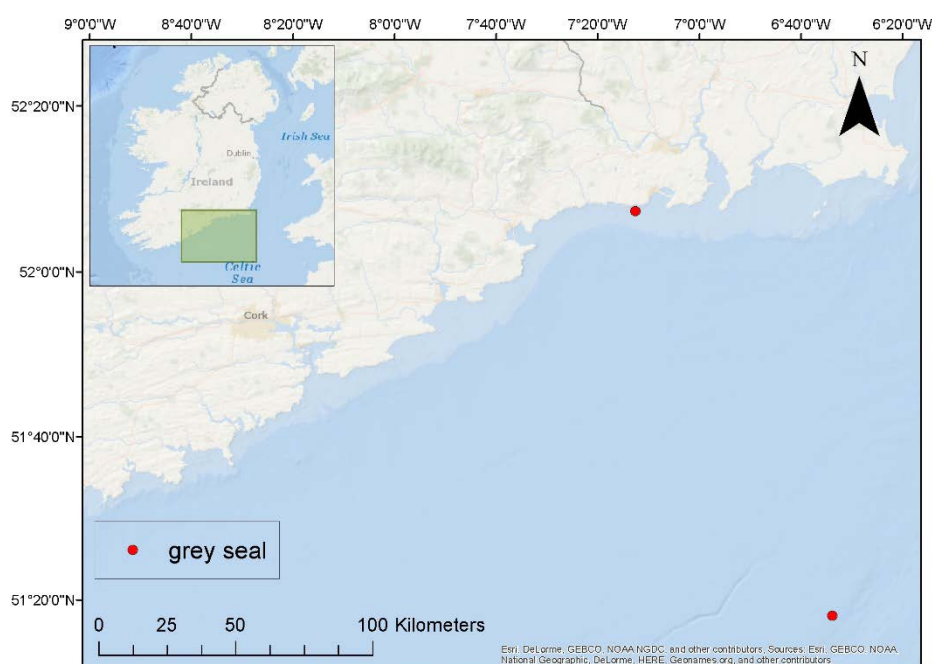 9°0'0"W 8°40'0"W 8°20'0"W 8°0'0"W 7°40'0"W 7°20'0"W 7°0'0"W 6°40'0"W 6°20'0"W
N
52°20'0"N
Irish Sea
Dublin
Ireland
Celtic
Sea
52°0'0"N
Cork
51°40'0"N
grey seal
51°20'0"N
0 25 50 100 Kilometers
Esri, DeLorme, GEBCO, NOAA NGDC, and other contributors, Sources: Esri, GEBCO, NOAA,
National Geographic, DeLorme, HERE, Geonames.org, and other contributors